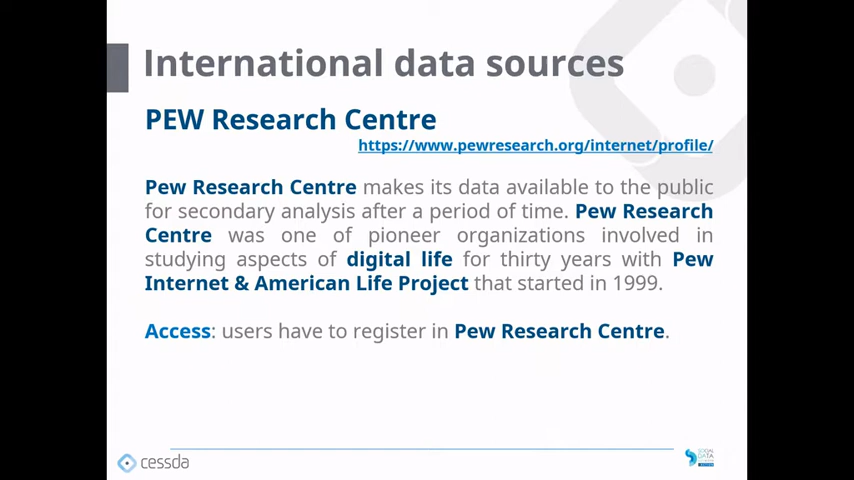 International data sources
PEW Research Centre
https://www.pewresearch.org/internet/profile/
Pew Research Centre makes its data available to the public
for secondary analysis after a period of time. Pew Research
Centre was one of pioneer organizations involved in
studying aspects of digital life for thirty years with Pew
Internet & American Life Project that started in 1999.
Access: users have to register in Pew Research Centre.
cessda
SOCIAL
DATA